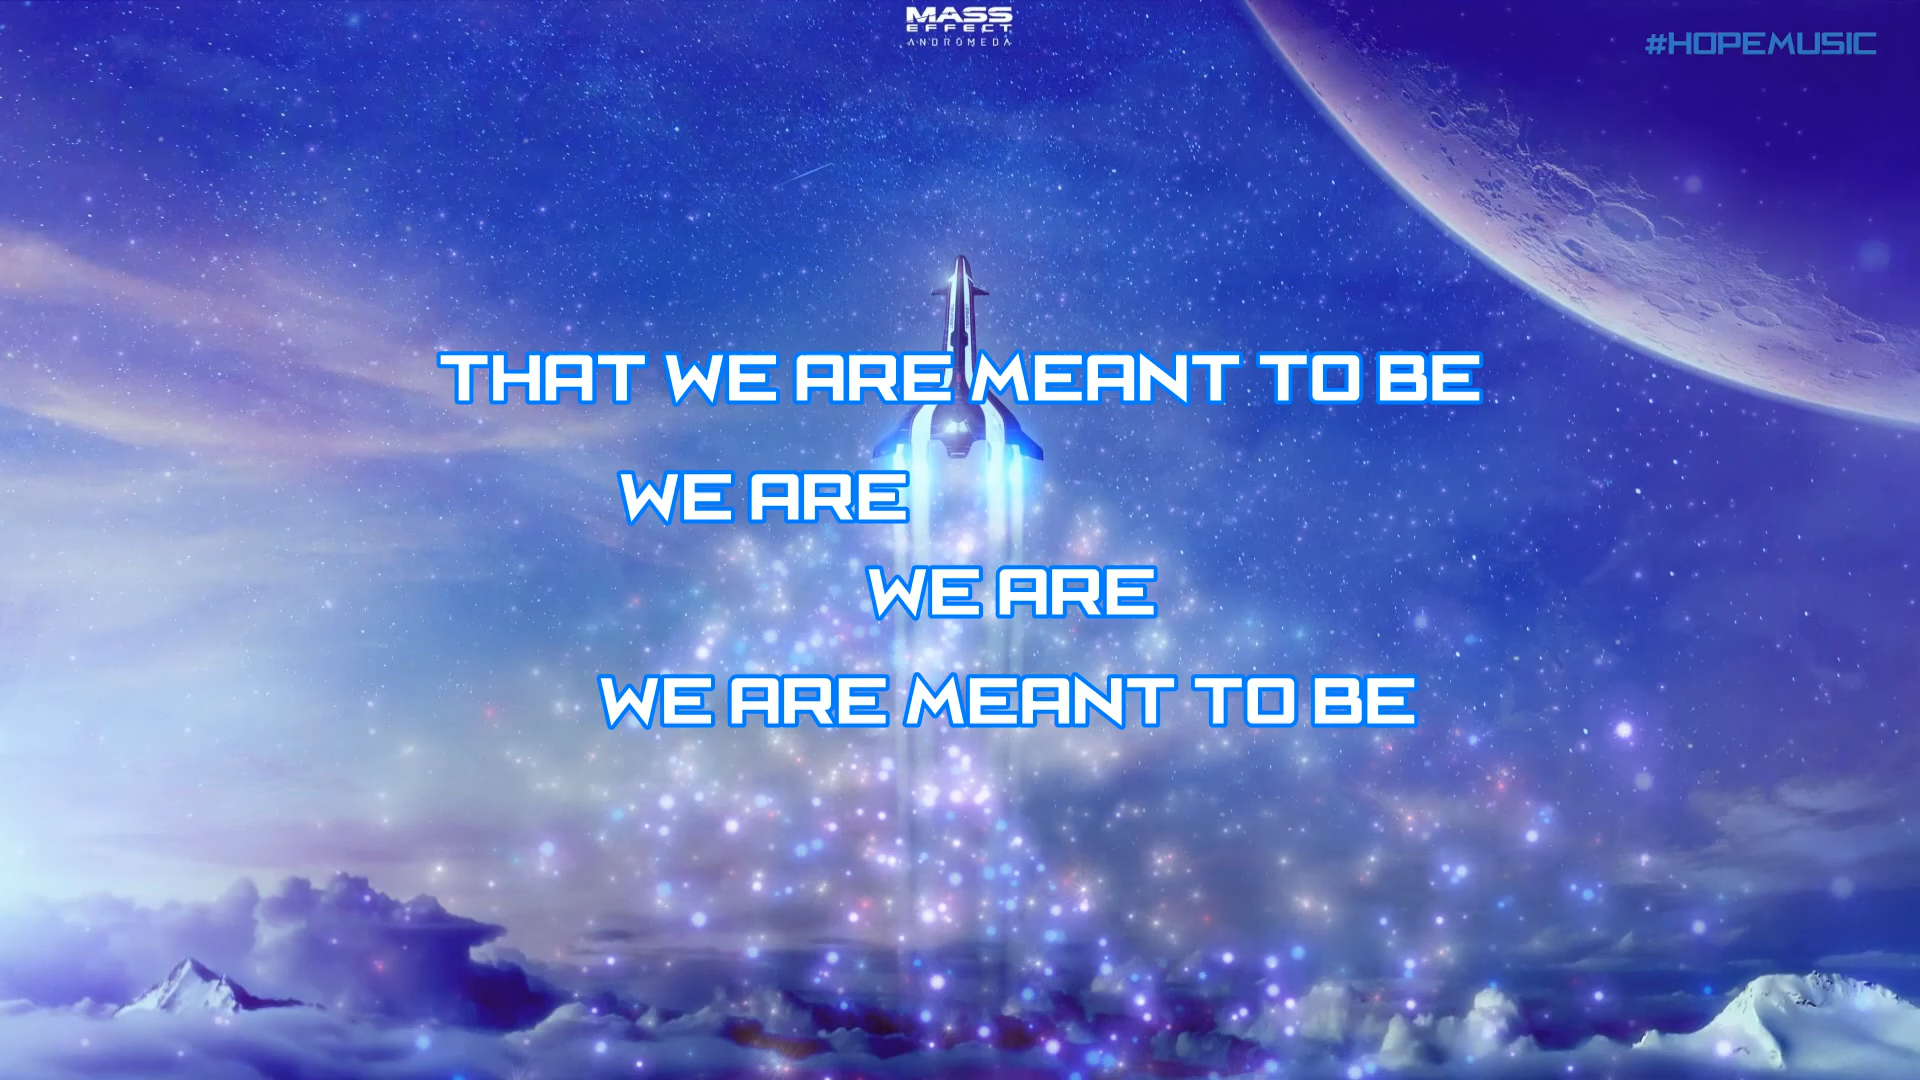 MASS
EFFECT
ANDROMEDA
#HOPEMUSIC
THAT WE ARE MEANT TO BE
WE ARE
WE ARE
WE ARE MEANT TO BE